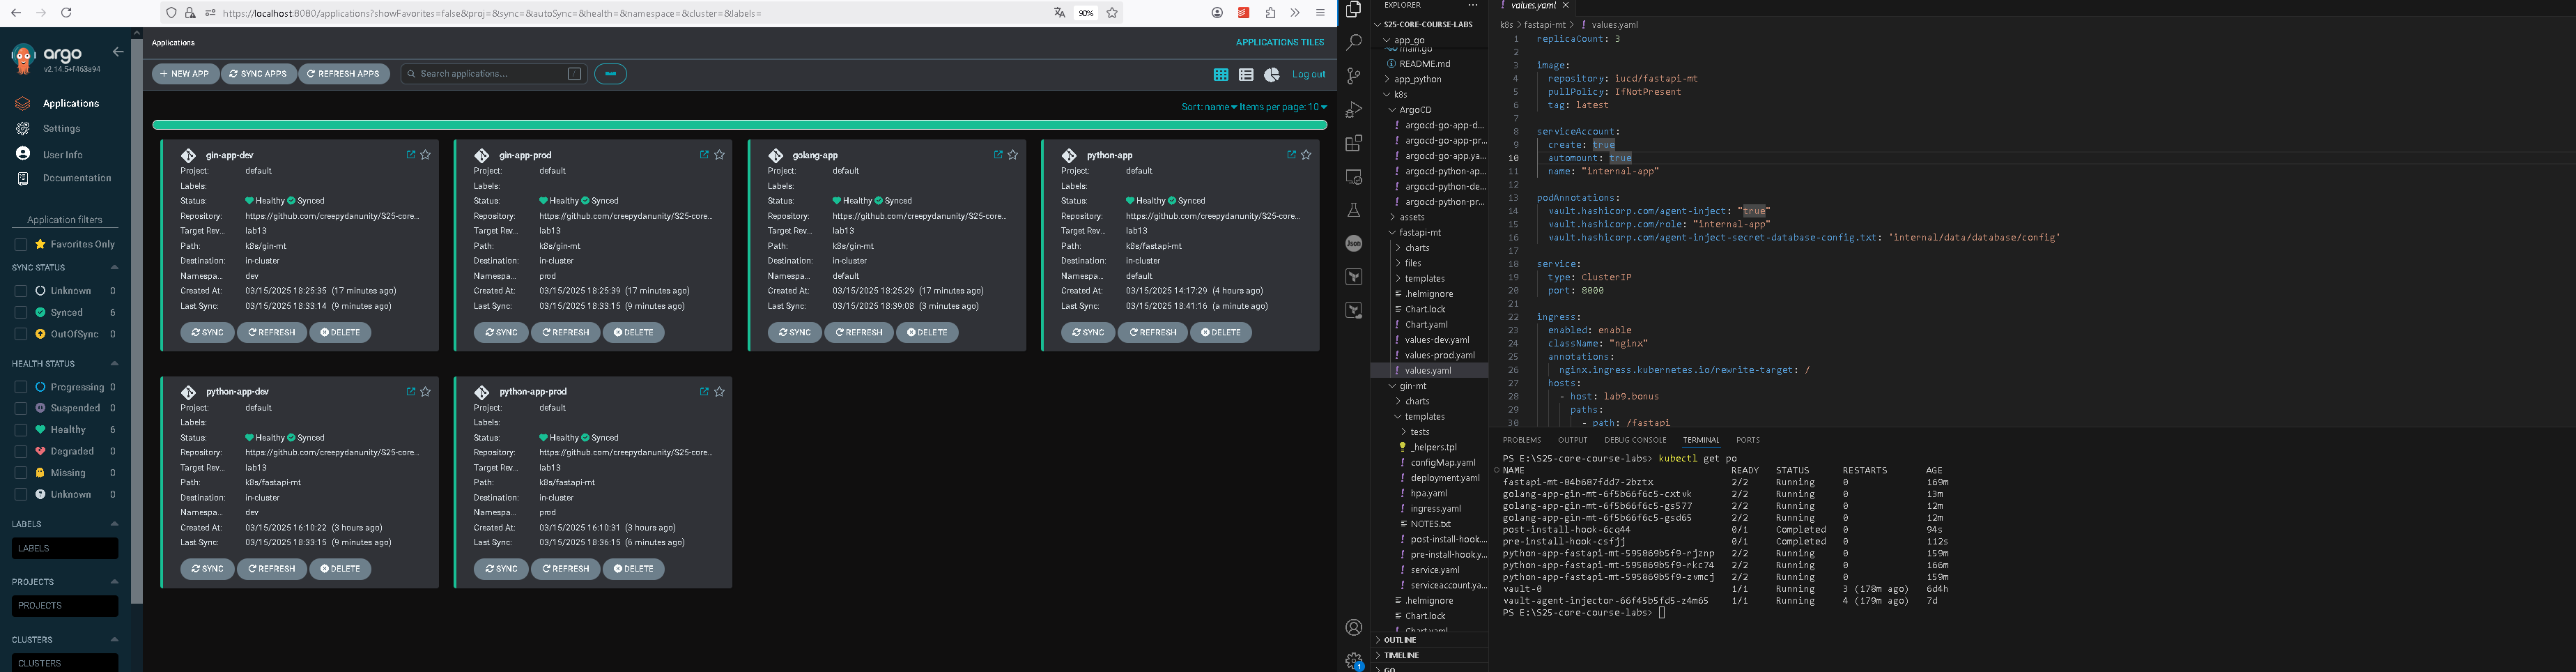 https://localhost:8080/applications?showFavorites=false&proj=&sync=&autoSync=&health=&namespace=&cluster=&labels=
90%
argo
v2.14.5+f463a94
Applications
Settings
User Info
Documentation
Application filters
Favorites Only
SYNC STATUS
Unknown 0
Synced 6
OutOfSync 0
HEALTH STATUS
Progressing 0
Suspended 0
Healthy 6
Degraded 0
Missing 0
Unknown 0
LABELS
LABELS
PROJECTS
PROJECTS
CLUSTERS
CLUSTERS
Applications
APPLICATIONS TILES
+ NEW APP
SYNC APPS
REFRESH APPS
Search applications...
/
Log out
Sort: name Items per page: 10
gin-app-dev
Project: default
Labels:
Status: Healthy Synced
Repository: https://github.com/creepydanunity/S25-core...
Target Rev... lab13
Path: k8s/gin-mt
Destination: in-cluster
Namespa... dev
Created At: 03/15/2025 18:25:35 (17 minutes ago)
Last Sync: 03/15/2025 18:33:14 (9 minutes ago)
SYNC REFRESH DELETE
gin-app-prod
Project: default
Labels:
Status: Healthy Synced
Repository: https://github.com/creepydanunity/S25-core...
Target Rev... lab13
Path: k8s/gin-mt
Destination: in-cluster
Namespa... prod
Created At: 03/15/2025 18:25:39 (17 minutes ago)
Last Sync: 03/15/2025 18:33:15 (9 minutes ago)
SYNC REFRESH DELETE
golang-app
Project: default
Labels:
Status: Healthy Synced
Repository: https://github.com/creepydanunity/S25-core...
Target Rev... lab13
Path: k8s/gin-mt
Destination: in-cluster
Namespa... default
Created At: 03/15/2025 18:25:29 (17 minutes ago)
Last Sync: 03/15/2025 18:39:08 (3 minutes ago)
SYNC REFRESH DELETE
python-app
Project: default
Labels:
Status: Healthy Synced
Repository: https://github.com/creepydanunity/S25-core...
Target Rev... lab13
Path: k8s/fastapi-mt
Destination: in-cluster
Namespa... default
Created At: 03/15/2025 14:17:29 (4 hours ago)
Last Sync: 03/15/2025 18:41:16 (a minute ago)
SYNC REFRESH DELETE
python-app-dev
Project: default
Labels:
Status: Healthy Synced
Repository: https://github.com/creepydanunity/S25-core...
Target Rev... lab13
Path: k8s/fastapi-mt
Destination: in-cluster
Namespa... dev
Created At: 03/15/2025 16:10:22 (3 hours ago)
Last Sync: 03/15/2025 18:33:15 (9 minutes ago)
SYNC REFRESH DELETE
python-app-prod
Project: default
Labels:
Status: Healthy Synced
Repository: https://github.com/creepydanunity/S25-core...
Target Rev... lab13
Path: k8s/fastapi-mt
Destination: in-cluster
Namespa... prod
Created At: 03/15/2025 16:10:31 (3 hours ago)
Last Sync: 03/15/2025 18:36:15 (6 minutes ago)
SYNC REFRESH DELETE
Json
1
EXPLORER ...
S25-CORE-COURSE-LABS
app_go
main.go
README.md
app_python
k8s
ArgoCD
argocd-go-app-d...
argocd-go-app-pr...
argocd-go-app.ya...
argocd-python-ap...
argocd-python-de...
argocd-python-pr...
assets
fastapi-mt
charts
files
templates
.helmignore
Chart.lock
Chart.yaml
values-dev.yaml
values-prod.yaml
values.yaml
gin-mt
charts
templates
tests
_helpers.tpl
configMap.yaml
deployment.yaml
hpa.yaml
ingress.yaml
NOTES.txt
post-install-hook....
pre-install-hook.y...
service.yaml
serviceaccount.ya...
.helmignore
Chart.lock
Chart.yaml
OUTLINE
TIMELINE
GO
values.yaml
k8s > fastapi-mt > values.yaml
1 replicaCount: 3
2
3 image:
4 repository: iucd/fastapi-mt
5 pullPolicy: IfNotPresent
6 tag: latest
7
8 serviceAccount:
9 create: true
10 automount: true
11 name: "internal-app"
12
13 podAnnotations:
14 vault.hashicorp.com/agent-inject: "true"
15 vault.hashicorp.com/role: "internal-app"
16 vault.hashicorp.com/agent-inject-secret-database-config.txt: 'internal/data/database/config'
17
18 service:
19 type: ClusterIP
20 port: 8000
21
22 ingress:
23 enabled: enable
24 className: "nginx"
25 annotations:
26 nginx.ingress.kubernetes.io/rewrite-target: /
27 hosts:
28 - host: lab9.bonus
29 paths:
30 - path: /fastapi
PROBLEMS OUTPUT DEBUG CONSOLE TERMINAL PORTS
PS E:\S25-core-course-labs> kubectl get po
NAME READY STATUS RESTARTS AGE
fastapi-mt-84b687fdd7-2bztx 2/2 Running 0 169m
golang-app-gin-mt-6f5b66f6c5-cxtvk 2/2 Running 0 13m
golang-app-gin-mt-6f5b66f6c5-gs577 2/2 Running 0 12m
golang-app-gin-mt-6f5b66f6c5-gsd65 2/2 Running 0 12m
post-install-hook-6cq44 0/1 Completed 0 94s
pre-install-hook-csfjj 0/1 Completed 0 112s
python-app-fastapi-mt-595869b5f9-rjznp 2/2 Running 0 159m
python-app-fastapi-mt-595869b5f9-rkc74 2/2 Running 0 166m
python-app-fastapi-mt-595869b5f9-zvmcj 2/2 Running 0 159m
vault-0 1/1 Running 3 (178m ago) 6d4h
vault-agent-injector-66f45b5fd5-z4m65 1/1 Running 4 (179m ago) 7d
PS E:\S25-core-course-labs>